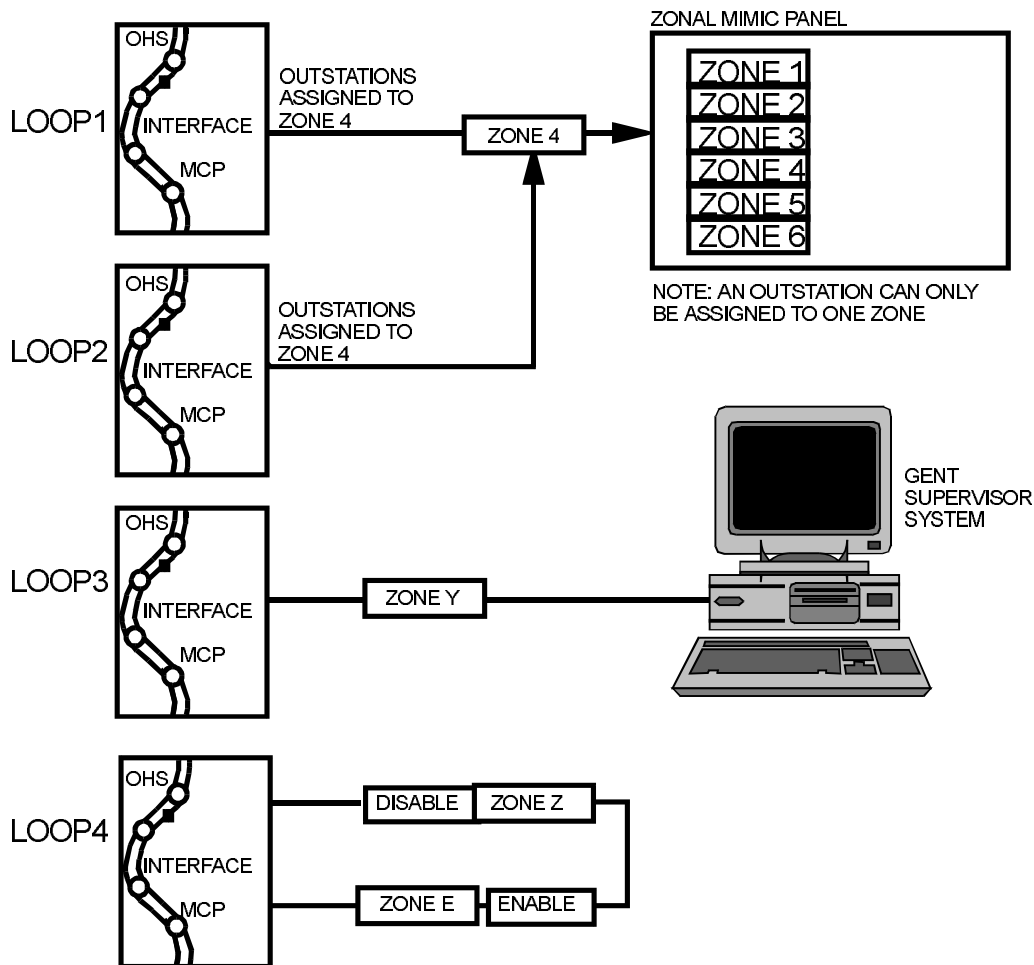 ZONAL MIMIC PANEL
LOOP1
OHS
INTERFACE
MCP
OUTSTATIONS
ASSIGNED TO
ZONE 4
ZONE 4
ZONE 1
ZONE 2
ZONE 3
ZONE 4
ZONE 5
ZONE 6
NOTE: AN OUTSTATION CAN ONLY
BE ASSIGNED TO ONE ZONE
LOOP2
OHS
INTERFACE
MCP
OUTSTATIONS
ASSIGNED TO
ZONE 4
LOOP3
OHS
INTERFACE
MCP
ZONE Y
GENT
SUPERVISOR
SYSTEM
LOOP4
OHS
INTERFACE
MCP
DISABLE
ZONE Z
ZONE E
ENABLE